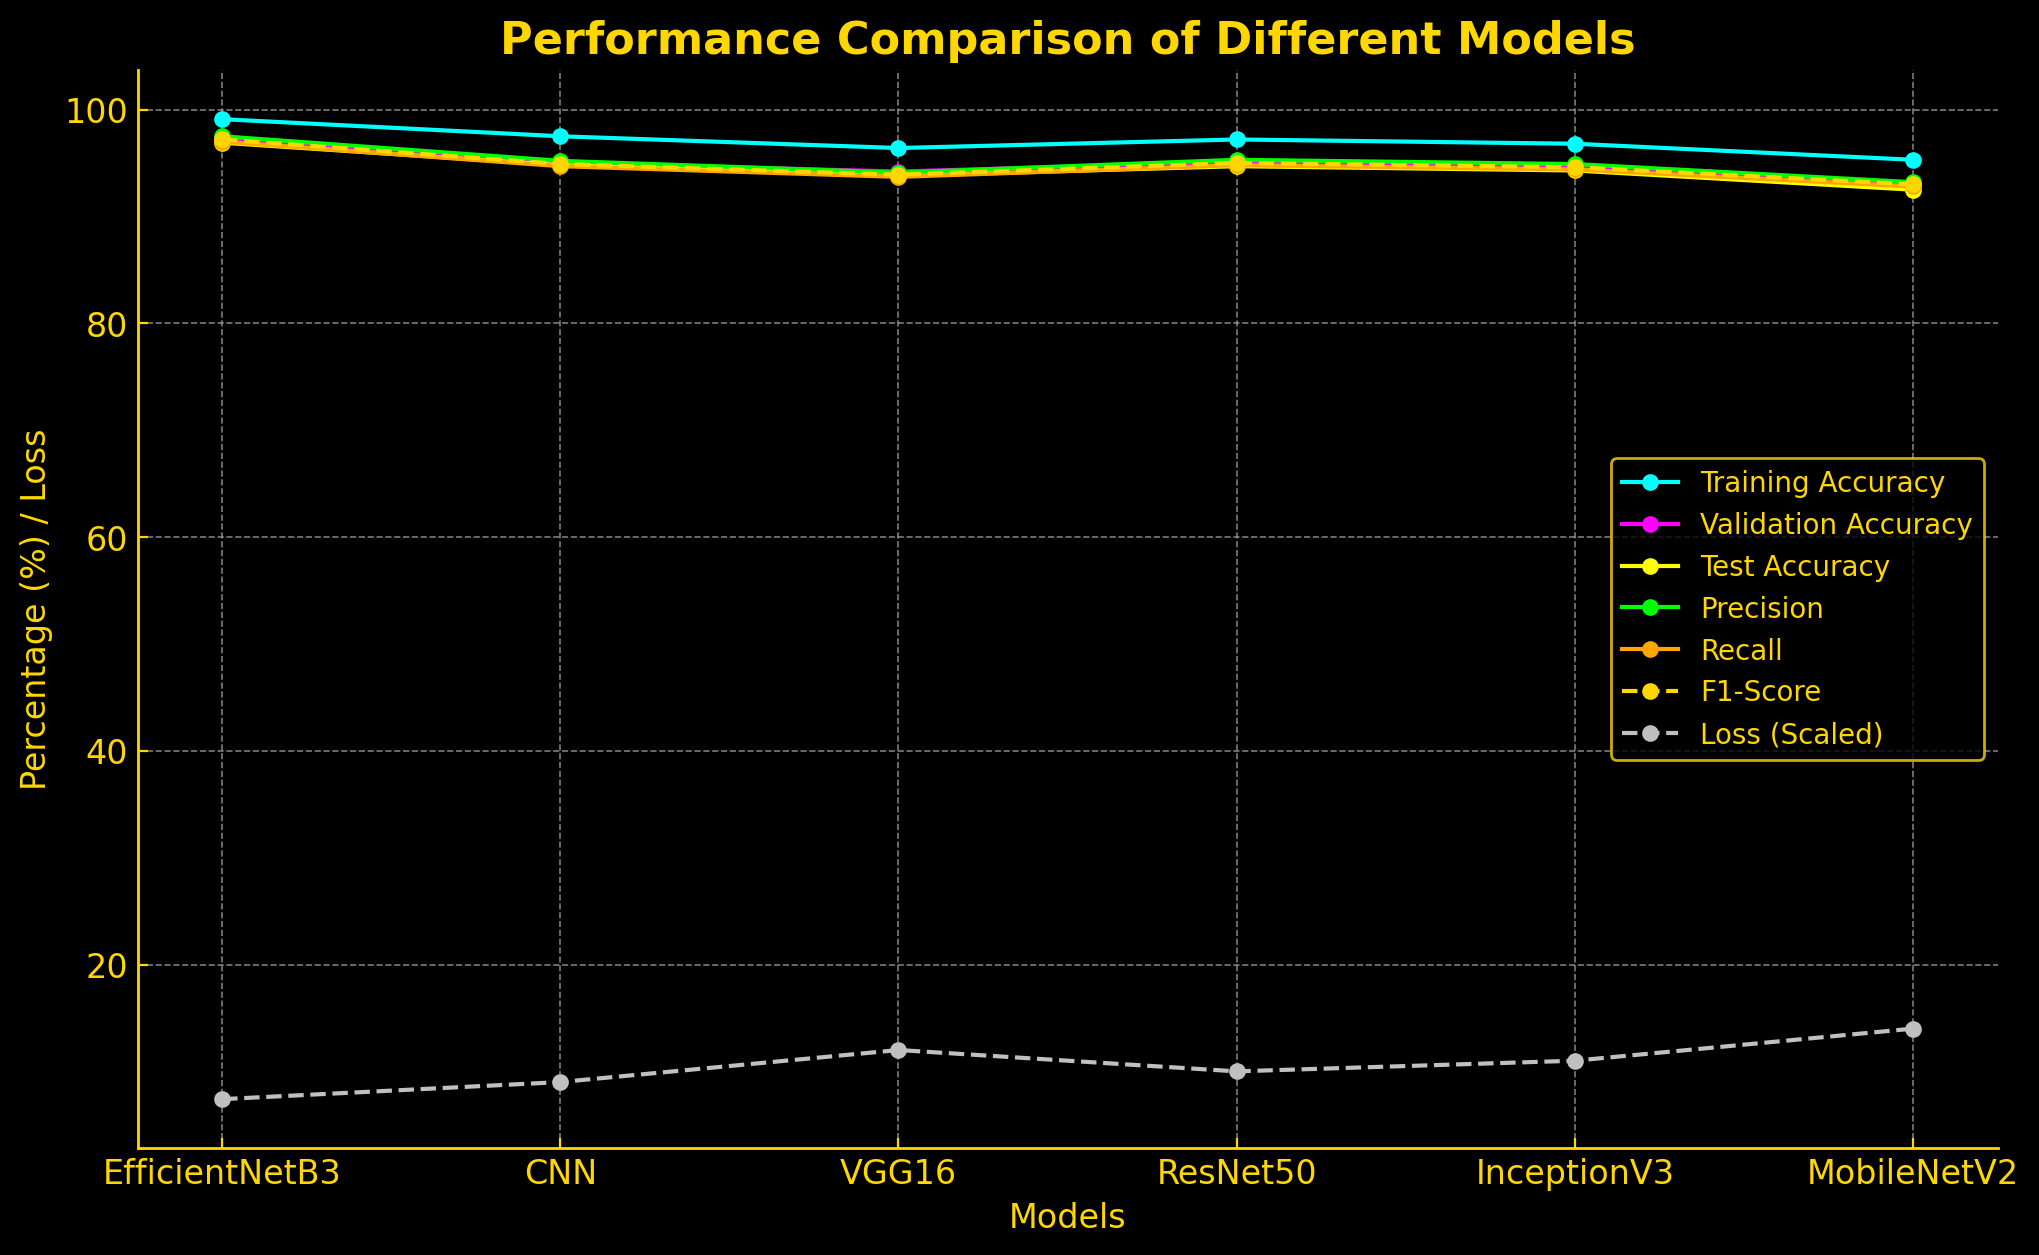 Performance Comparison of Different Models
100
80
60
40
20
Percentage (%) / Loss
Training Accuracy
Validation Accuracy
Test Accuracy
Precision
Recall
F1-Score
Loss (Scaled)
EfficientNetB3
CNN
VGG16
ResNet50
InceptionV3
MobileNetV2
Models